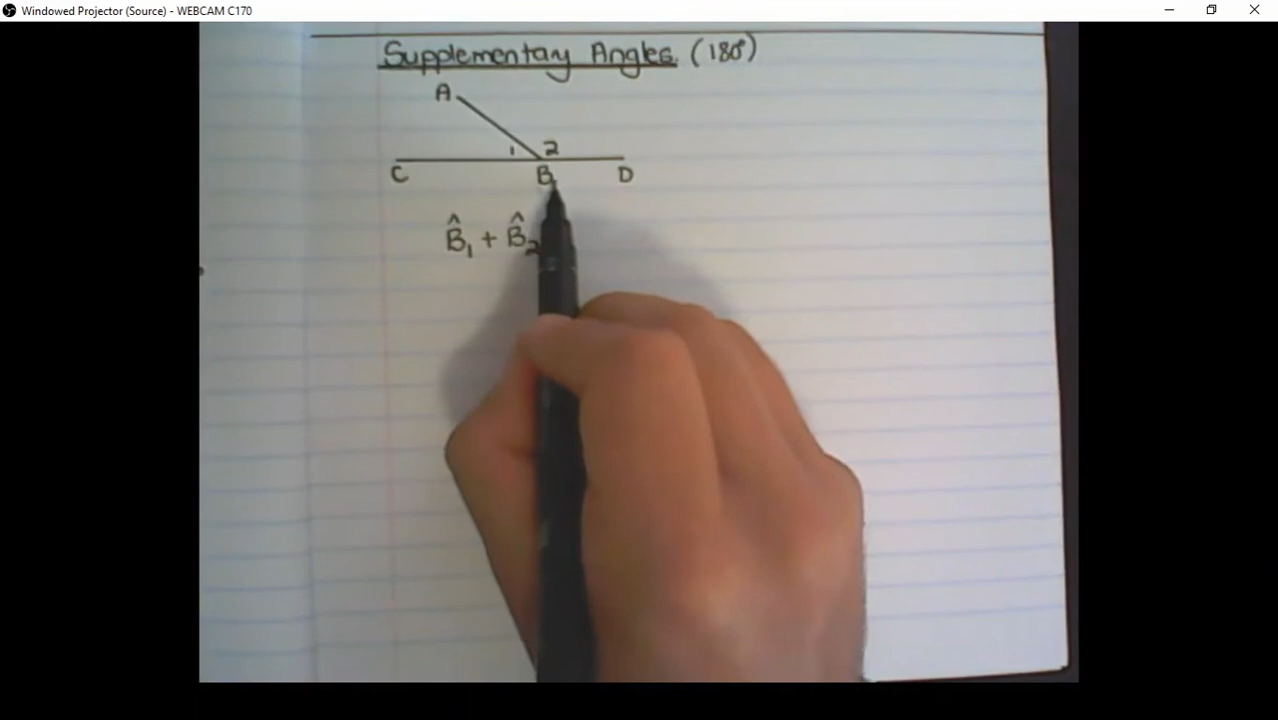 Windowed Projector (Source) - WEBCAM C170
Supplementary Angles. (180°)
A
1 2
C B D
B̂₁ + B̂₂